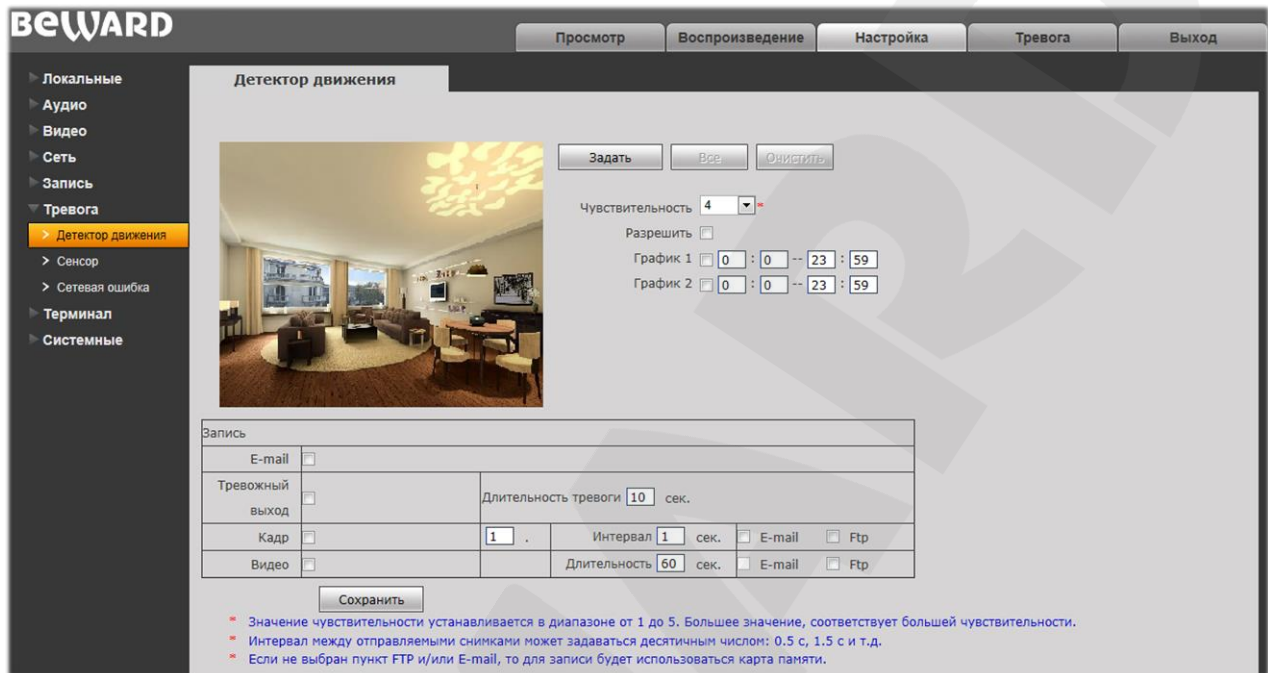 BEWARD
Просмотр Воспроизведение Настройка Тревога Выход
Локальные
Аудио
Видео
Сеть
Запись
Тревога
Детектор движения
Сенсор
Сетевая ошибка
Терминал
Системные
Детектор движения
Задать Все Очистить
Чувствительность 4 *
Разрешить
График 1 0 : 0 -- 23 : 59
График 2 0 : 0 -- 23 : 59
Запись
E-mail
Тревожный выход Длительность тревоги 10 сек.
Кадр 1 . Интервал 1 сек. E-mail Ftp
Видео Длительность 60 сек. E-mail Ftp
Сохранить
* Значение чувствительности устанавливается в диапазоне от 1 до 5. Большее значение, соответствует большей чувствительности.
* Интервал между отправляемыми снимками может задаваться десятичным числом: 0.5 с, 1.5 с и т.д.
* Если не выбран пункт FTP и/или E-mail, то для записи будет использоваться карта памяти.